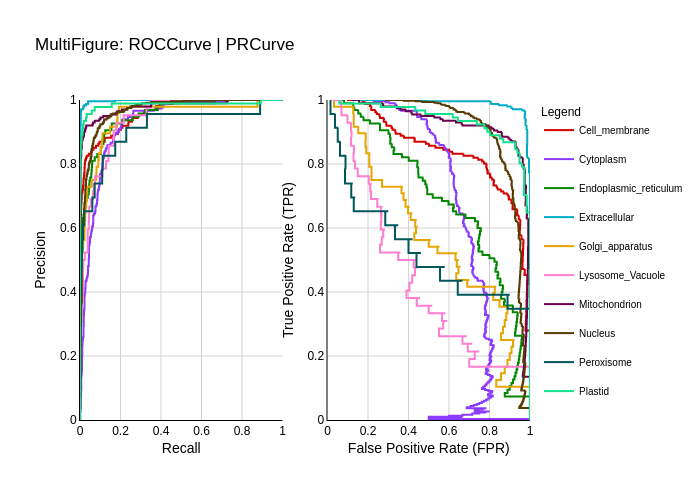 MultiFigure: ROCCurve | PRCurve
1
0.8
0.6
0.4
0.2
0
0
0.2
0.4
0.6
0.8
1
Recall
Precision
1
0.8
0.6
0.4
0.2
0
0
0.2
0.4
0.6
0.8
1
False Positive Rate (FPR)
True Positive Rate (TPR)
Legend
Cell_membrane
Cytoplasm
Endoplasmic_reticulum
Extracellular
Golgi_apparatus
Lysosome_Vacuole
Mitochondrion
Nucleus
Peroxisome
Plastid